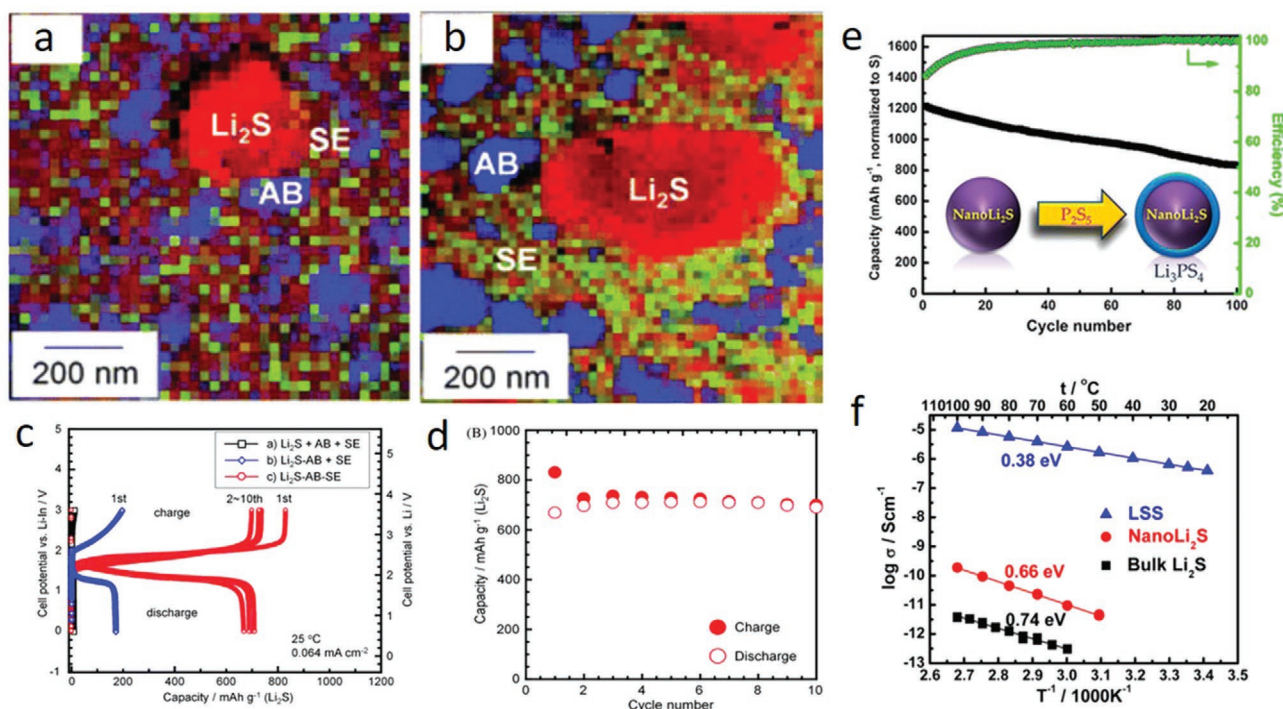 a
Li₂S
SE
AB
200 nm
b
AB
Li₂S
SE
200 nm
c
Cell potential vs. Li-In / V
5
4
3
2
1
0
-1
a) Li₂S + AB + SE
b) Li₂S-AB + SE
c) Li₂S-AB-SE
1st
2~10th
1st
charge
discharge
25 °C
0.064 mA cm⁻²
5
4
3
2
1
0
Cell potential vs. Li / V
0 200 400 600 800 1000 1200
Capacity / mAh g⁻¹ (Li₂S)
d
(B)
Capacity / mAh g⁻¹ (Li₂S)
1000
800
600
400
200
0
Charge
Discharge
0 2 4 6 8 10
Cycle number
e
Capacity (mAh g⁻¹, normalized to S)
1600
1400
1200
1000
800
600
400
200
0
NanoLi₂S
P₂S₅
NanoLi₂S
Li₃PS₄
100
80
60
40
20
0
Efficiency (%)
0 20 40 60 80 100
Cycle number
f
t / °C
110 100 90 80 70 60 50 40 30 20
log σ / Scm⁻¹
-5
-6
-7
-8
-9
-10
-11
-12
-13
0.38 eV
LSS
NanoLi₂S
Bulk Li₂S
0.66 eV
0.74 eV
2.6 2.7 2.8 2.9 3.0 3.1 3.2 3.3 3.4 3.5
T⁻¹ / 1000K⁻¹